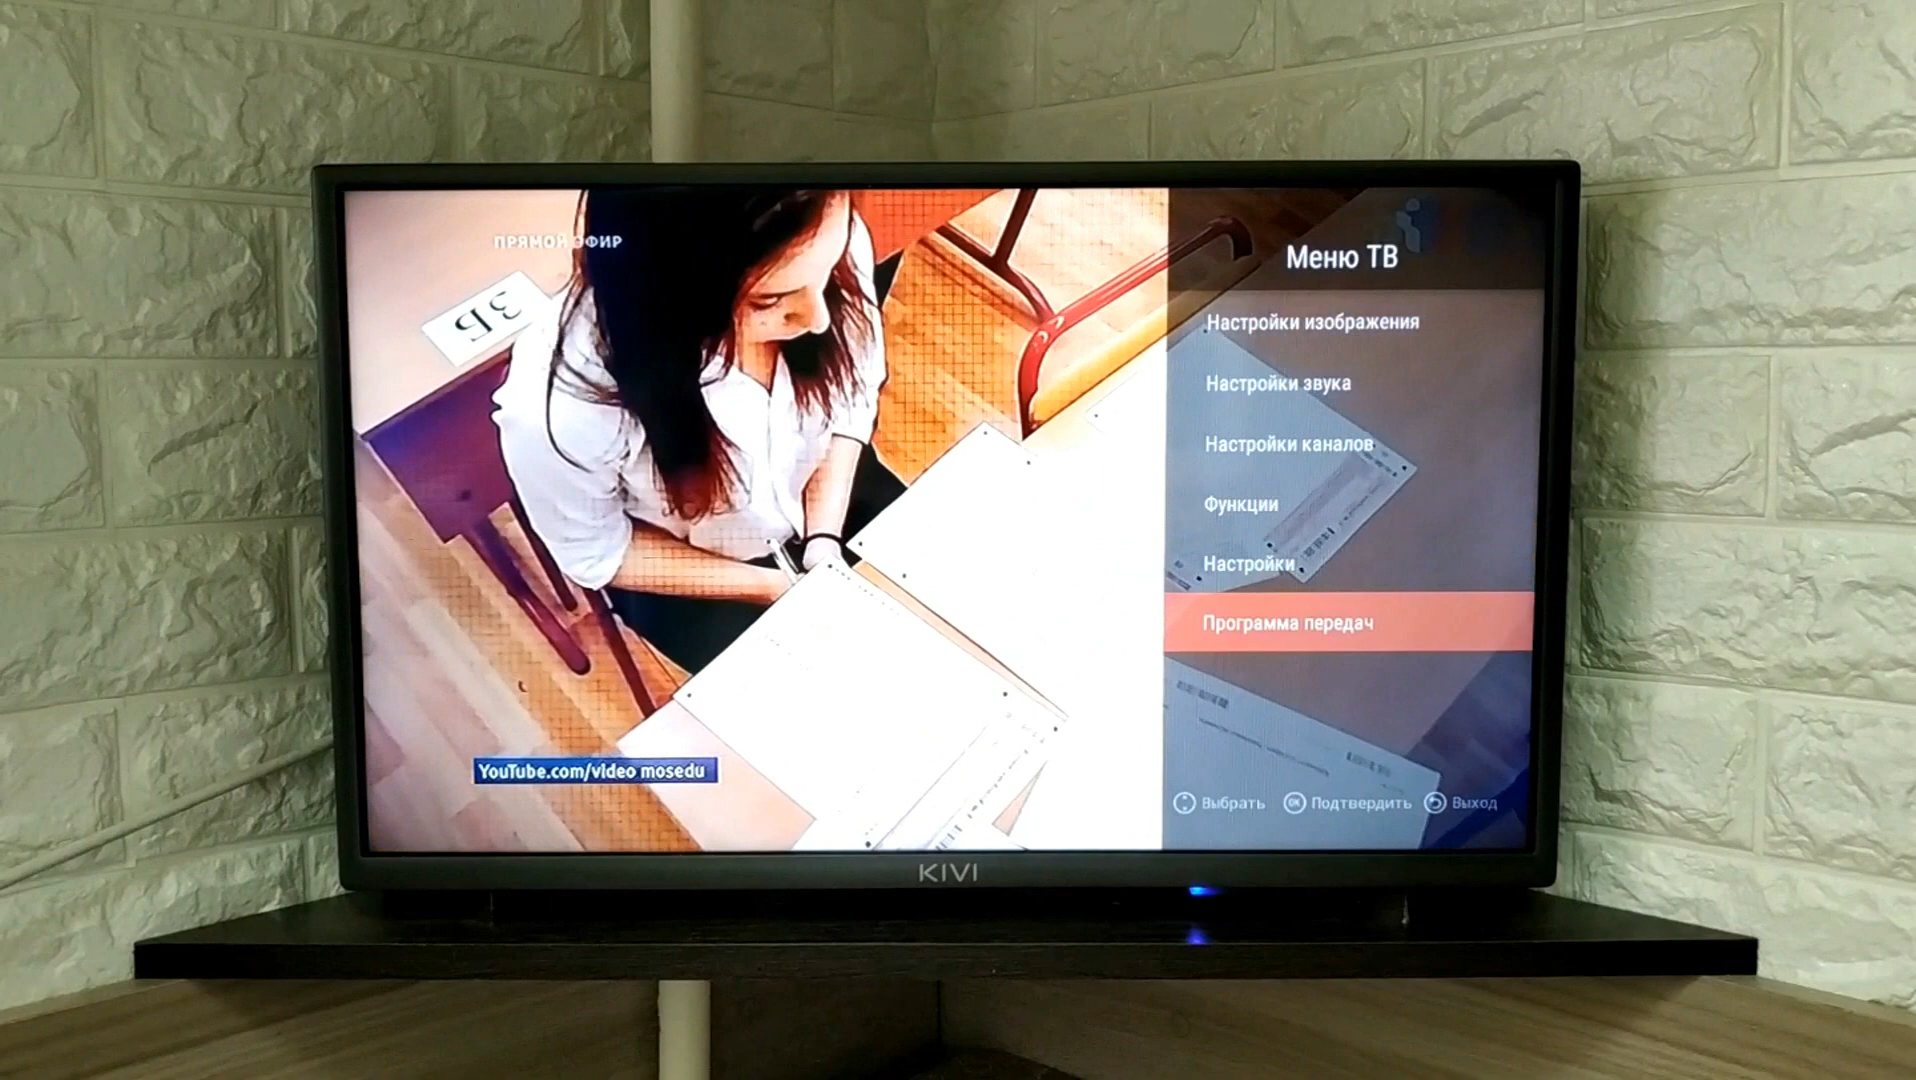 ПРЯМОЙ ЭФИР
3Б
YouTube.com/video mosedu
Меню ТВ
Настройки изображения
Настройки звука
Настройки каналов
Функции
Настройки
Программа передач
Выбрать OK Подтвердить Выход
KIVI